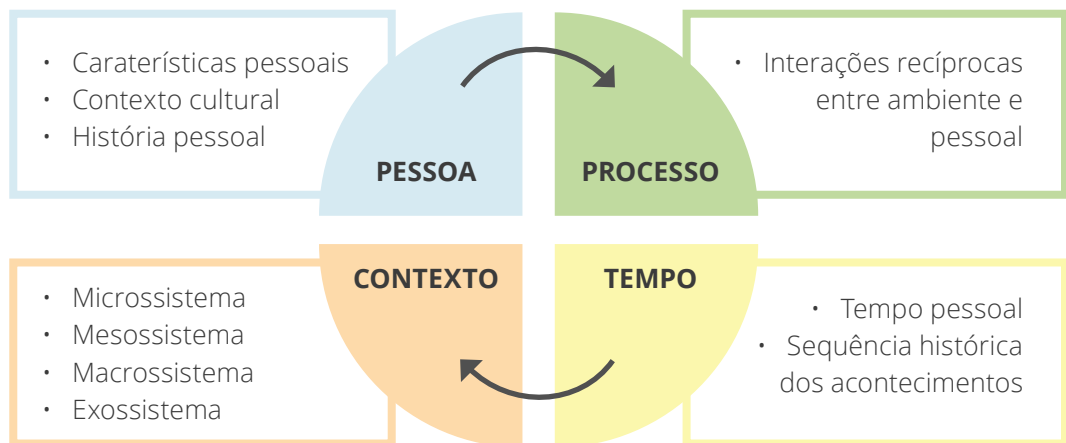 • Caraterísticas pessoais
• Contexto cultural
• História pessoal
PESSOA
PROCESSO
• Interações recíprocas
entre ambiente e
pessoal
• Microssistema
• Mesossistema
• Macrossistema
• Exossistema
CONTEXTO
TEMPO
• Tempo pessoal
• Sequência histórica
dos acontecimentos